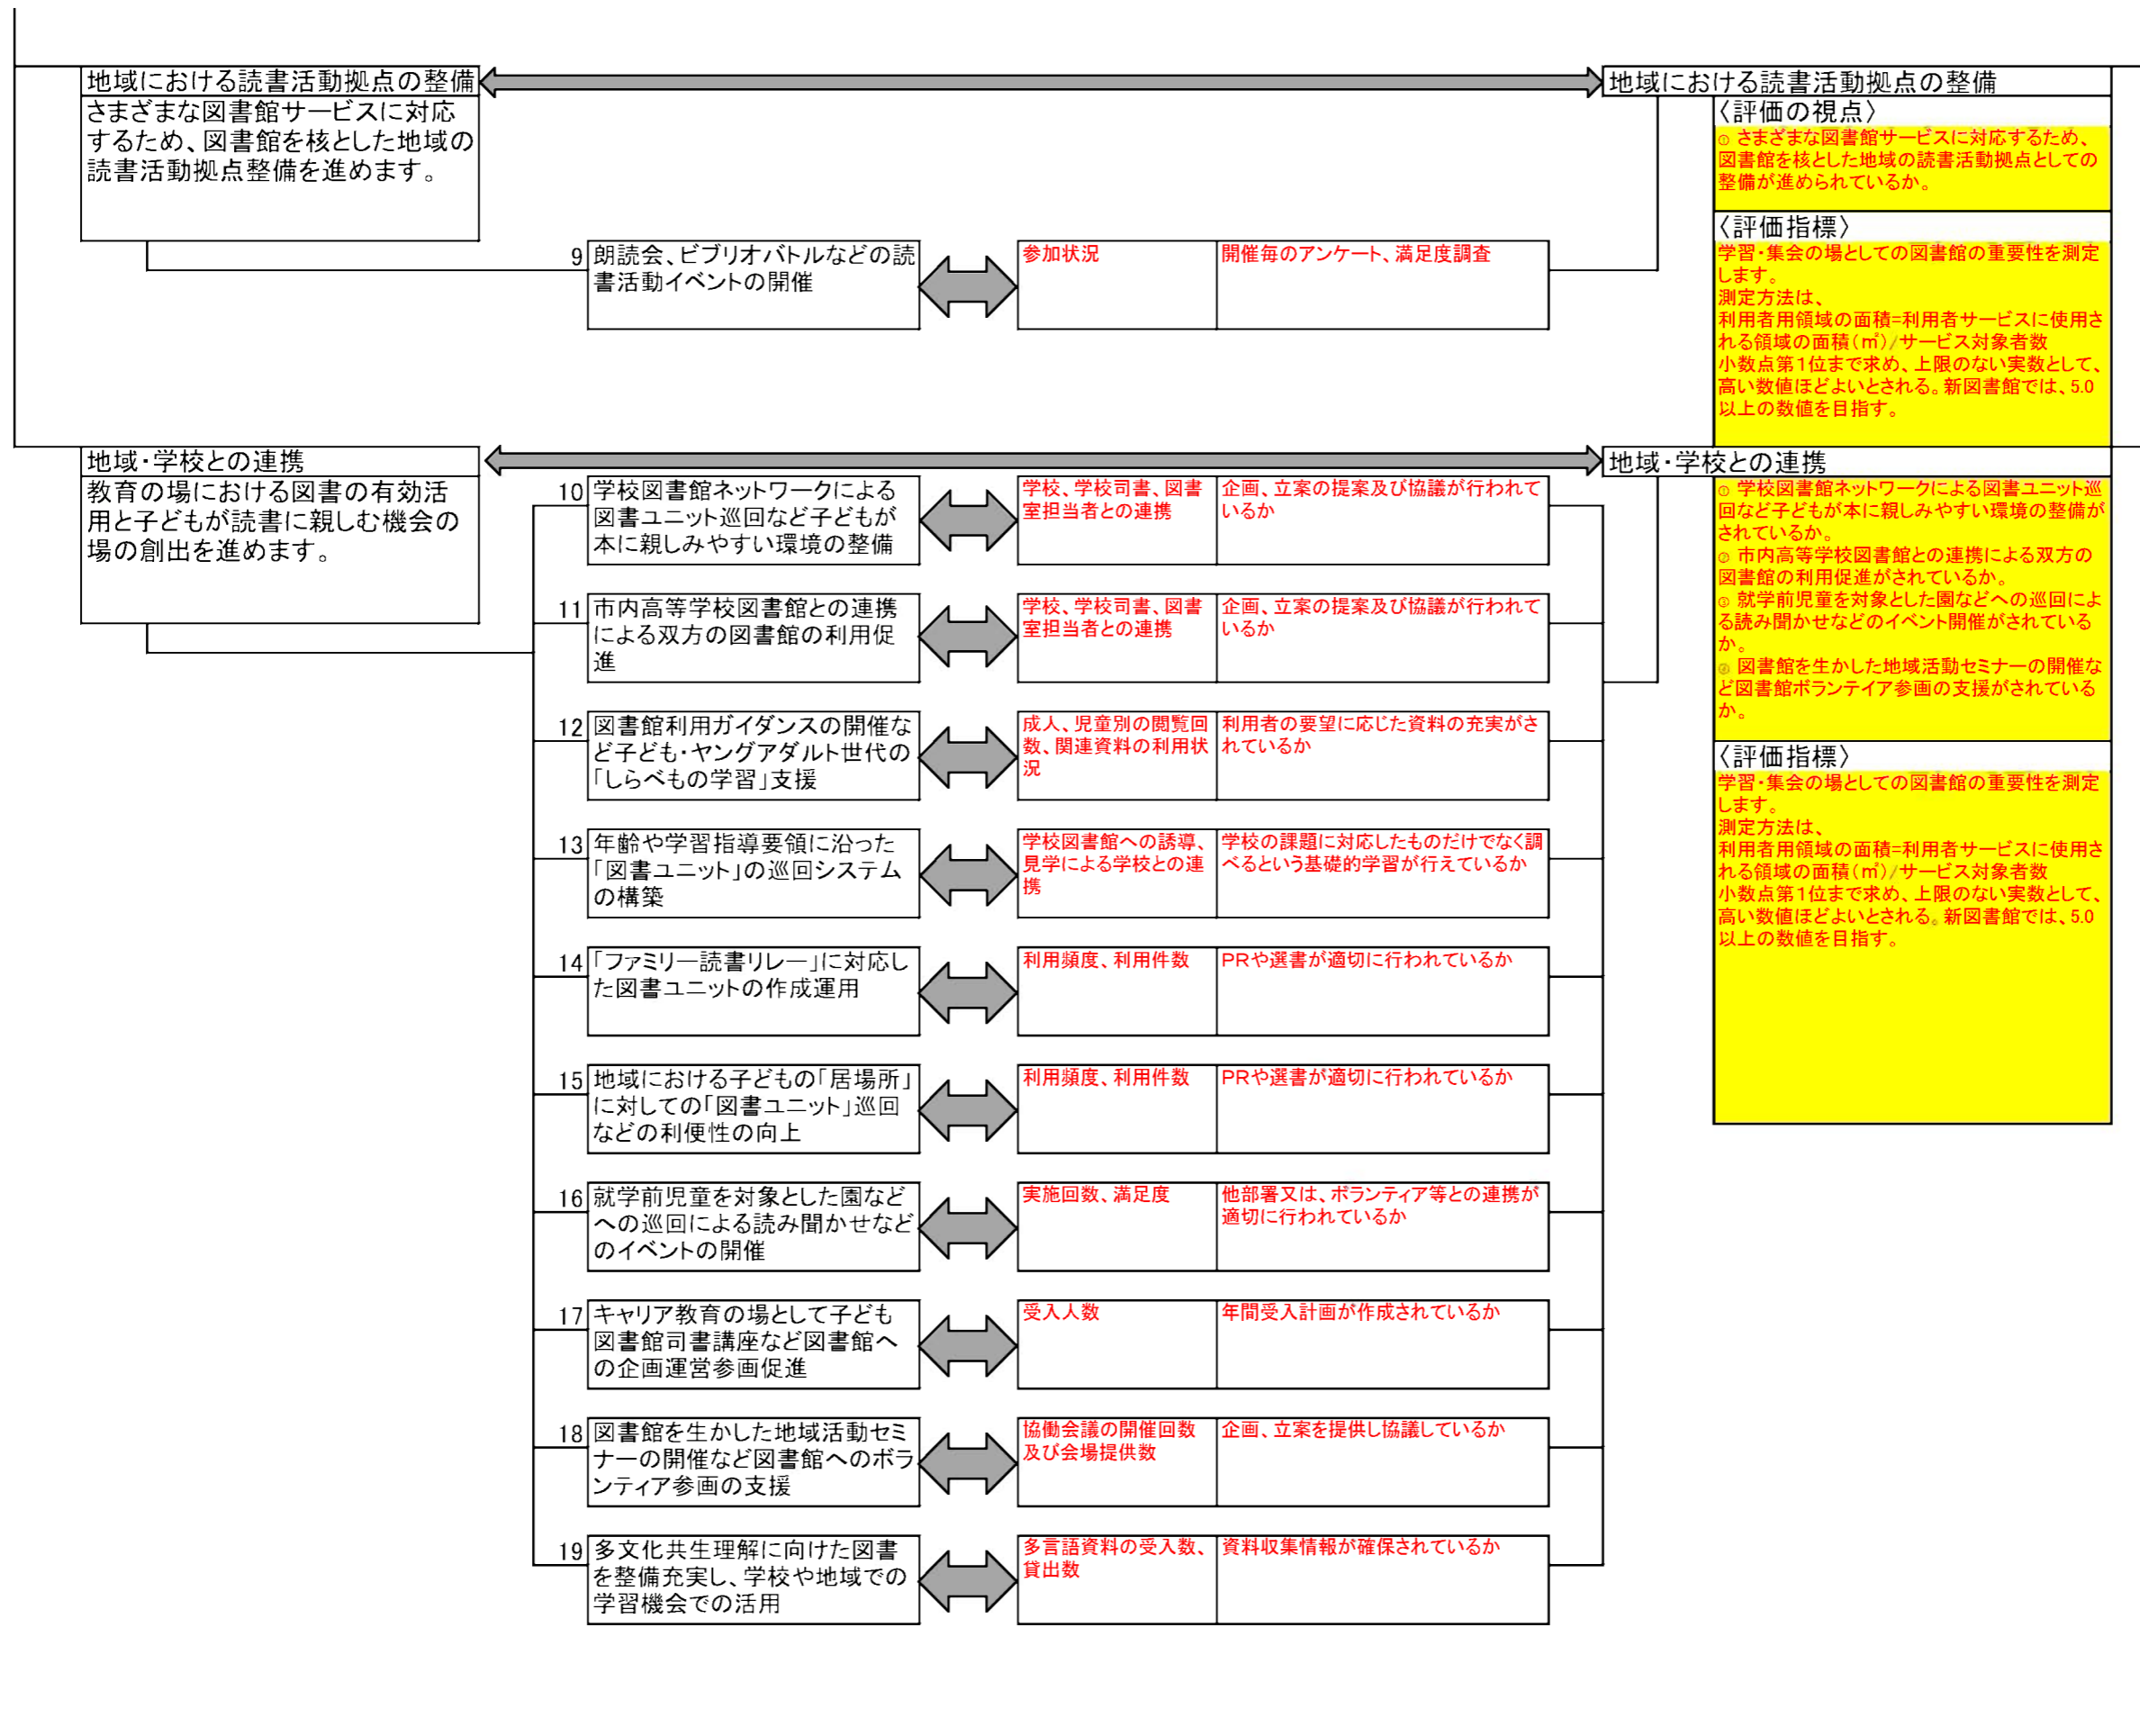 地域における読書活動拠点の整備
さまざまな図書館サービスに対応
するため、図書館を核とした地域の
読書活動拠点整備を進めます。
地域における読書活動拠点の整備
〈評価の視点〉
① さまざまな図書館サービスに対応するため、
図書館を核とした地域の読書活動拠点としての
整備が進められているか。
〈評価指標〉
学習・集会の場としての図書館の重要性を測定
します。
測定方法は、
利用者用領域の面積=利用者サービスに使用さ
れる領域の面積(㎡)/サービス対象者数
小数点第1位まで求め、上限のない実数として、
高い数値ほどよいとされる。新図書館では、5.0
以上の数値を目指す。
9 朗読会、ビブリオバトルなどの読
書活動イベントの開催
参加状況
開催毎のアンケート、満足度調査
地域・学校との連携
教育の場における図書の有効活
用と子どもが読書に親しむ機会の
場の創出を進めます。
地域・学校との連携
① 学校図書館ネットワークによる図書ユニット巡
回など子どもが本に親しみやすい環境の整備が
されているか。
② 市内高等学校図書館との連携による双方の
図書館の利用促進がされているか。
③ 就学前児童を対象とした園などへの巡回によ
る読み聞かせなどのイベント開催がされている
か。
④ 図書館を生かした地域活動セミナーの開催な
ど図書館ボランテイア参画の支援がされている
か。
〈評価指標〉
学習・集会の場としての図書館の重要性を測定
します。
測定方法は、
利用者用領域の面積=利用者サービスに使用さ
れる領域の面積(㎡)/サービス対象者数
小数点第1位まで求め、上限のない実数として、
高い数値ほどよいとされる。新図書館では、5.0
以上の数値を目指す。
10 学校図書館ネットワークによる
図書ユニット巡回など子どもが
本に親しみやすい環境の整備
学校、学校司書、図書
室担当者との連携
企画、立案の提案及び協議が行われて
いるか
11 市内高等学校図書館との連携
による双方の図書館の利用促
進
学校、学校司書、図書
室担当者との連携
企画、立案の提案及び協議が行われて
いるか
12 図書館利用ガイダンスの開催な
ど子ども・ヤングアダルト世代の
「しらべもの学習」支援
成人、児童別の閲覧回
数、関連資料の利用状
況
利用者の要望に応じた資料の充実がさ
れているか
13 年齢や学習指導要領に沿った
「図書ユニット」の巡回システム
の構築
学校図書館への誘導、
見学による学校との連
携
学校の課題に対応したものだけでなく調
べるという基礎的学習が行えているか
14 「ファミリー読書リレー」に対応し
た図書ユニットの作成運用
利用頻度、利用件数
PRや選書が適切に行われているか
15 地域における子どもの「居場所」
に対しての「図書ユニット」巡回
などの利便性の向上
利用頻度、利用件数
PRや選書が適切に行われているか
16 就学前児童を対象とした園など
への巡回による読み聞かせなど
のイベントの開催
実施回数、満足度
他部署又は、ボランティア等との連携が
適切に行われているか
17 キャリア教育の場として子ども
図書館司書講座など図書館へ
の企画運営参画促進
受入人数
年間受入計画が作成されているか
18 図書館を生かした地域活動セミ
ナーの開催など図書館へのボラ
ンティア参画の支援
協働会議の開催回数
及び会場提供数
企画、立案を提供し協議しているか
19 多文化共生理解に向けた図書
を整備充実し、学校や地域での
学習機会での活用
多言語資料の受入数、
貸出数
資料収集情報が確保されているか